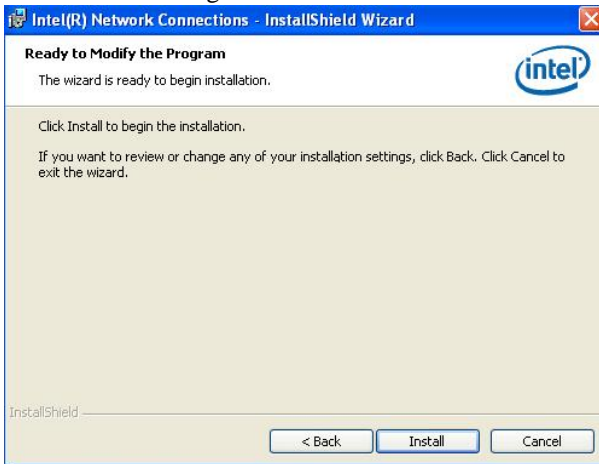 Intel(R) Network Connections - InstallShield Wizard
Ready to Modify the Program
The wizard is ready to begin installation.
intel
Click Install to begin the installation.
If you want to review or change any of your installation settings, click Back. Click Cancel to
exit the wizard.
InstallShield
< Back
Install
Cancel